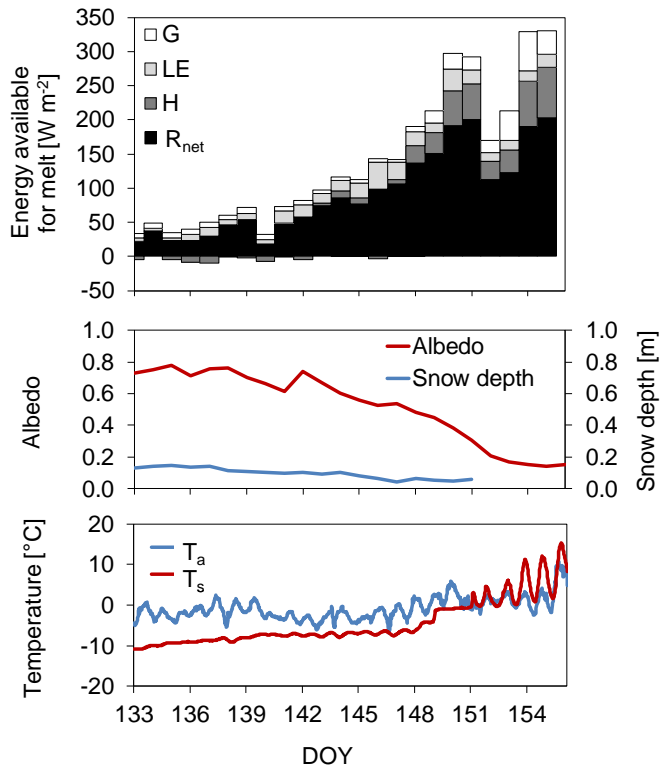 Energy available
for melt [W m-2]
350
300
250
200
150
100
50
0
-50
G
LE
H
Rnet
Albedo
1.0
0.8
0.6
0.4
0.2
0.0
Albedo
Snow depth
1.0
0.8
0.6
0.4
0.2
0.0
Snow depth [m]
Temperature [°C]
20
10
0
-10
-20
Ta
Ts
133 136 139 142 145 148 151 154
DOY